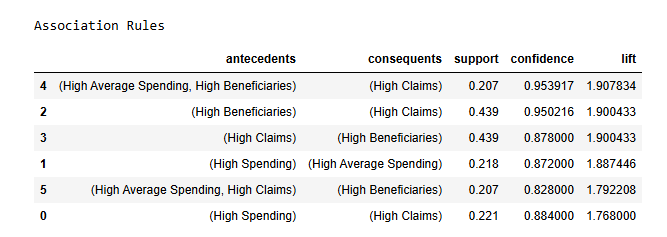 Association Rules
antecedents consequents support confidence lift
4 (High Average Spending, High Beneficiaries) (High Claims) 0.207 0.953917 1.907834
2 (High Beneficiaries) (High Claims) 0.439 0.950216 1.900433
3 (High Claims) (High Beneficiaries) 0.439 0.878000 1.900433
1 (High Spending) (High Average Spending) 0.218 0.872000 1.887446
5 (High Average Spending, High Claims) (High Beneficiaries) 0.207 0.828000 1.792208
0 (High Spending) (High Claims) 0.221 0.884000 1.768000